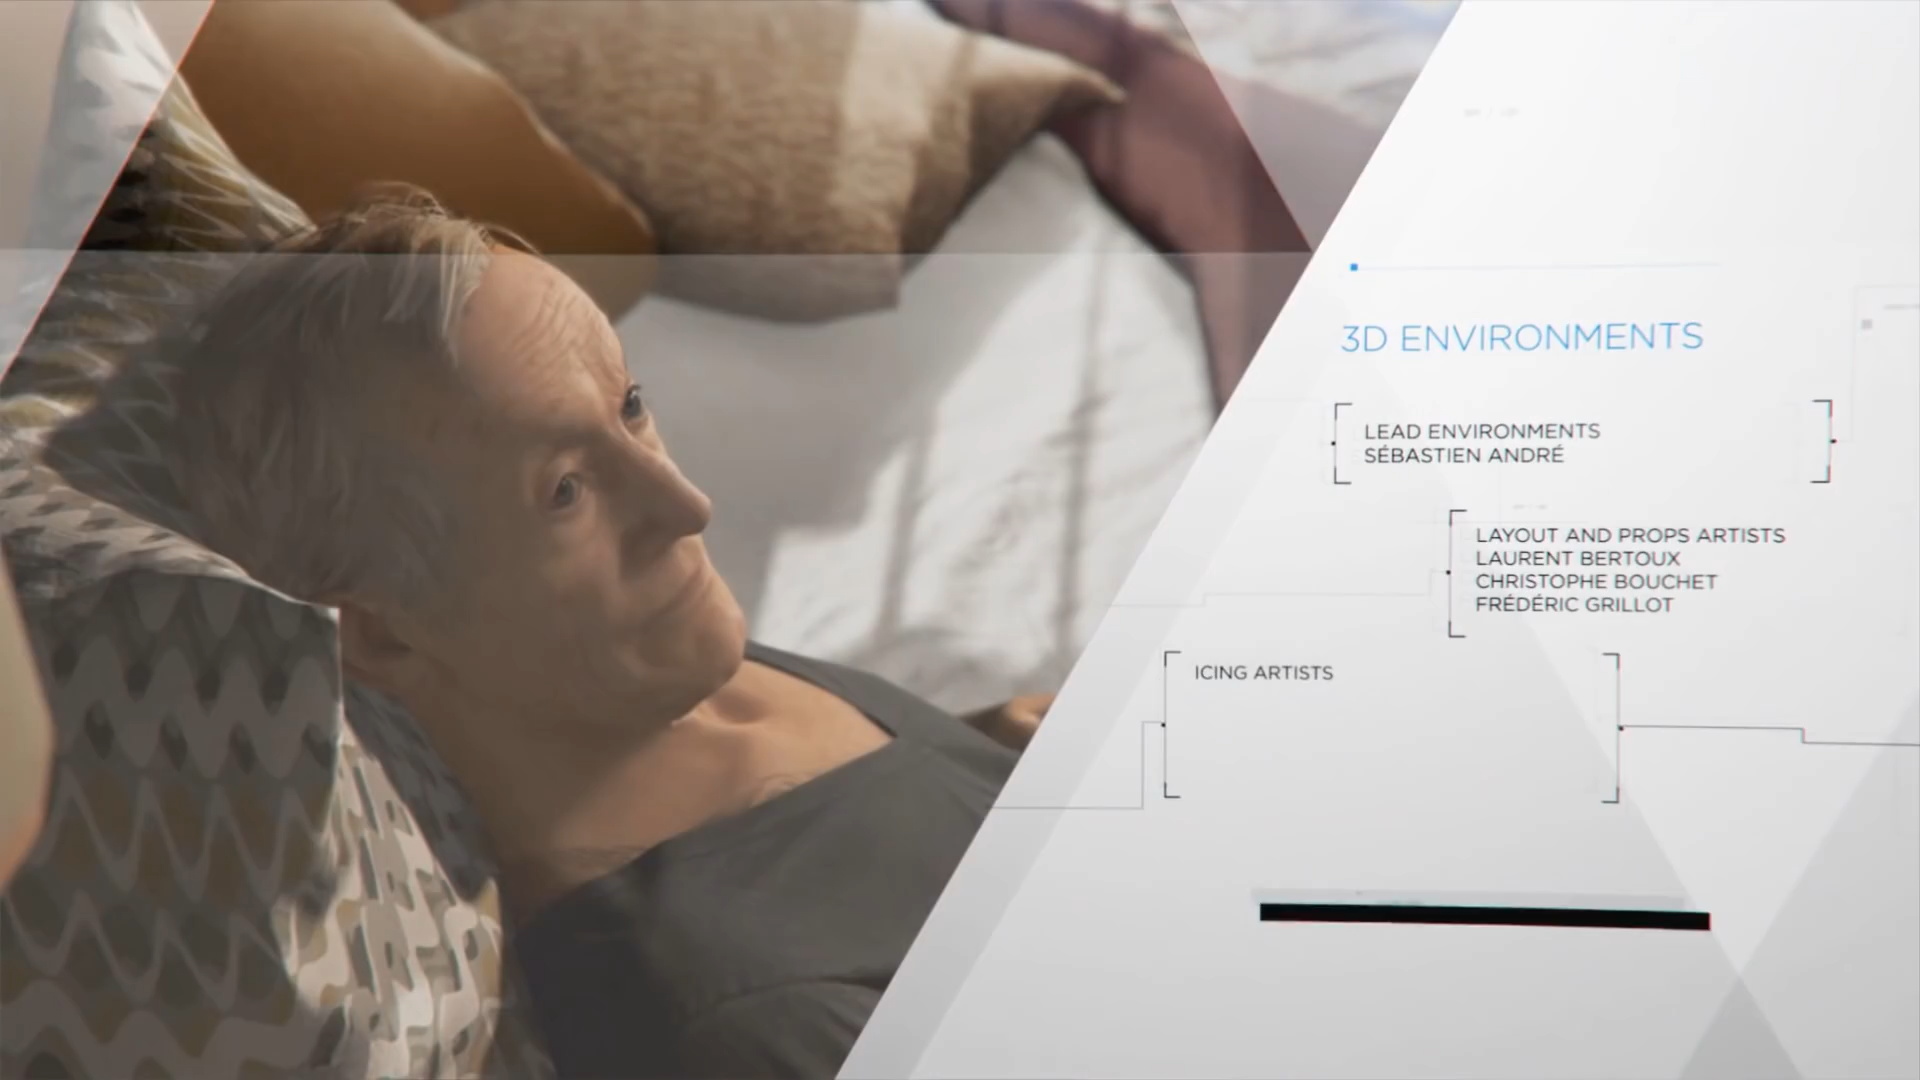 3D ENVIRONMENTS
LEAD ENVIRONMENTS
SÉBASTIEN ANDRÉ
LAYOUT AND PROPS ARTISTS
LAURENT BERTOUX
CHRISTOPHE BOUCHET
FRÉDÉRIC GRILLOT
ICING ARTISTS